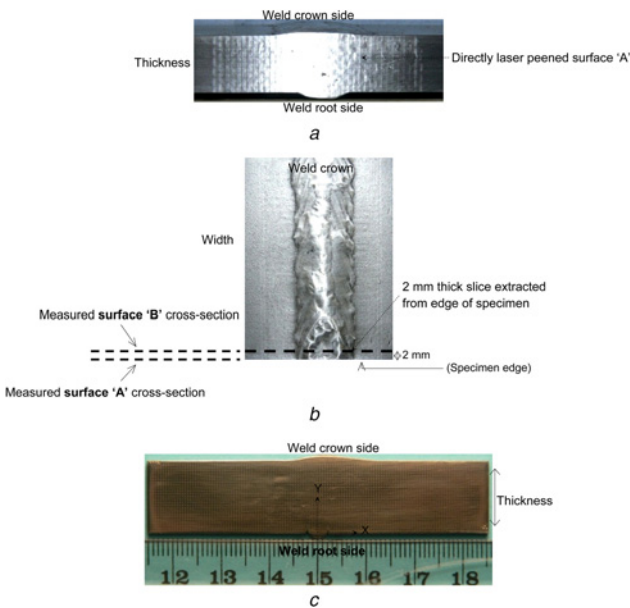 Weld crown side
Thickness
Directly laser peened surface 'A'
Weld root side
a
Weld crown
Width
2 mm thick slice extracted
from edge of specimen
Measured surface 'B' cross-section
2 mm
(Specimen edge)
Measured surface 'A' cross-section
b
Weld crown side
Thickness
Y
X
Weld root side
12 13 14 15 16 17 18
c